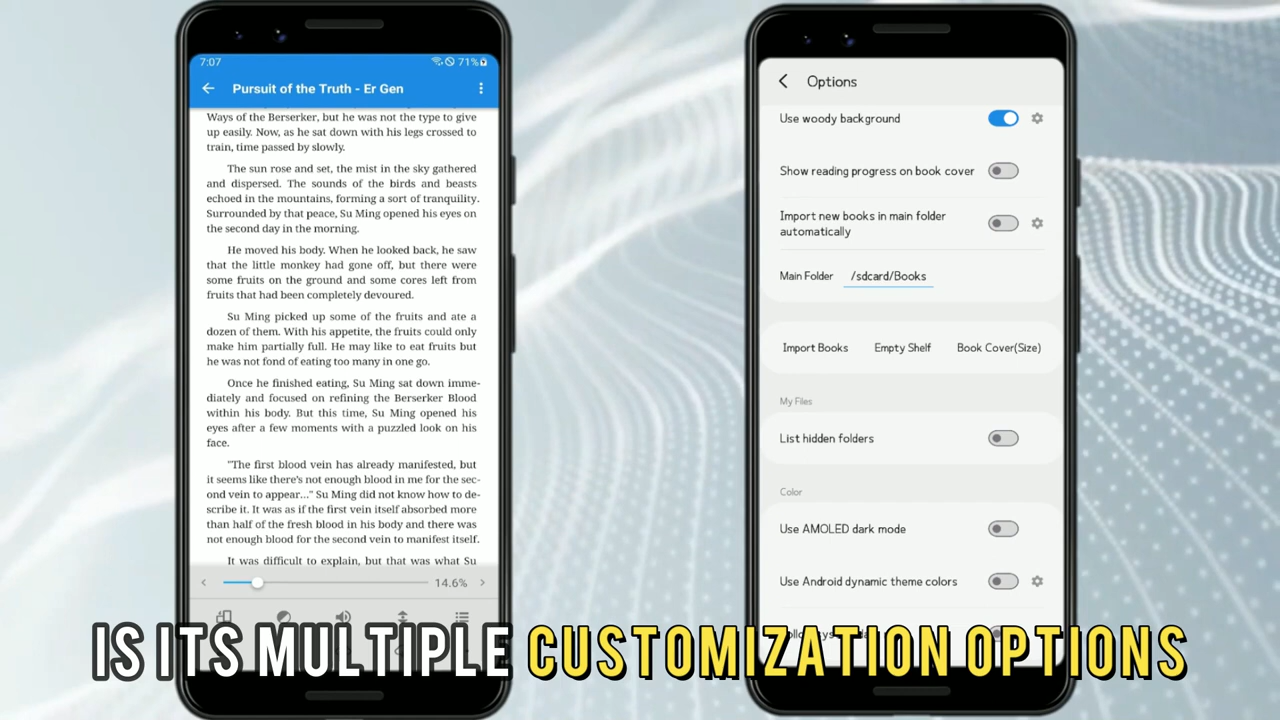 7:07
71%
Pursuit of the Truth - Er Gen
Ways of the Berserker, but he was not the type to give
up easily. Now, as he sat down with his legs crossed to
train, time passed by slowly.
The sun rose and set, the mist in the sky gathered
and dispersed. The sounds of the birds and beasts
echoed in the mountains, forming a sort of tranquility.
Surrounded by that peace, Su Ming opened his eyes on
the second day in the morning.
He moved his body. When he looked back, he saw
that the little monkey had gone off, but there were
some fruits on the ground and some cores left from
fruits that had been completely devoured.
Su Ming picked up some of the fruits and ate a
dozen of them. With his appetite, the fruits could only
make him partially full. He may like to eat fruits but
he was not fond of eating too many in one go.
Once he finished eating, Su Ming sat down imme-
diately and focused on refining the Berserker Blood
within his body. But this time, Su Ming opened his
eyes after a few moments with a puzzled look on his
face.
"The first blood vein has already manifested, but
it seems like there's not enough blood in me for the sec-
ond vein to appear..." Su Ming did not know how to de-
scribe it. It was as if the first vein itself absorbed more
than half of the fresh blood in his body and there was
not enough blood for the second vein to manifest itself.
It was difficult to explain, but that was what Su
14.6%
Options
Use woody background
Show reading progress on book cover
Import new books in main folder
automatically
Main Folder /sdcard/Books
Import Books Empty Shelf Book Cover(Size)
My Files
List hidden folders
Color
Use AMOLED dark mode
Use Android dynamic theme colors
IS ITS MULTIPLE CUSTOMIZATION OPTIONS